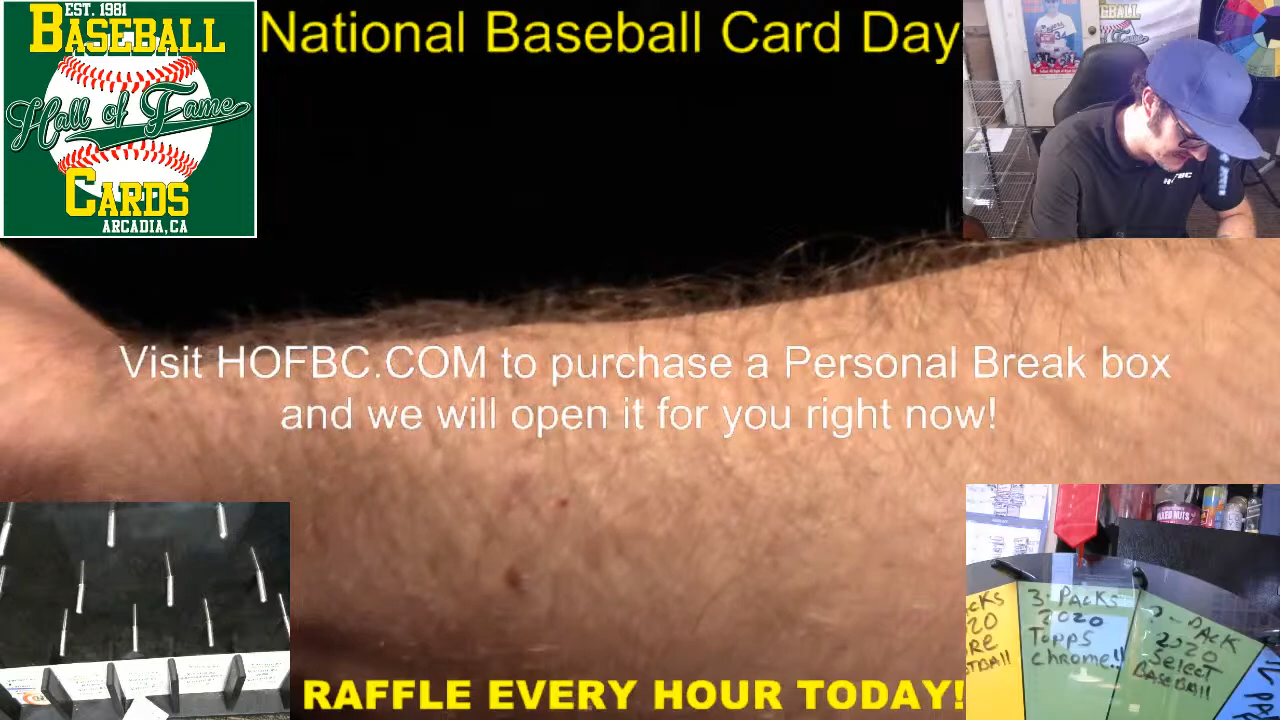 EST. 1981
BASEBALL
Hall of Fame
CARDS
ARCADIA,CA
National Baseball Card Day
Visit HOFBC.COM to purchase a Personal Break box
and we will open it for you right now!
RAFFLE EVERY HOUR TODAY!
3-PACKS
2020
TOPPS
Chrome!!
PACK
2020
SELECT
BASEBALL